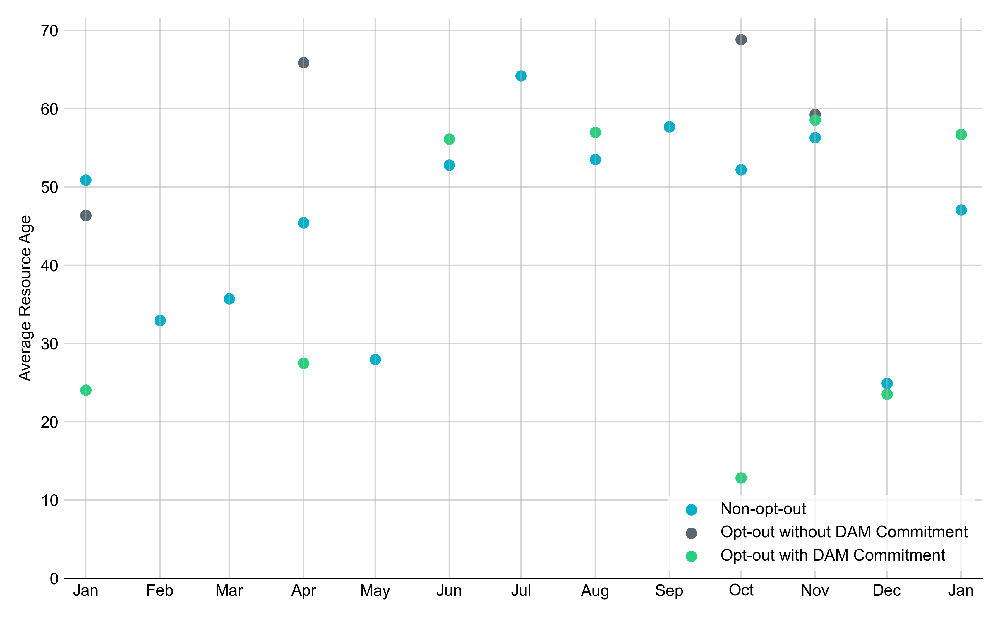 70
60
50
40
30
20
10
0
Average Resource Age
Non-opt-out
Opt-out without DAM Commitment
Opt-out with DAM Commitment
Jan Feb Mar Apr May Jun Jul Aug Sep Oct Nov Dec Jan